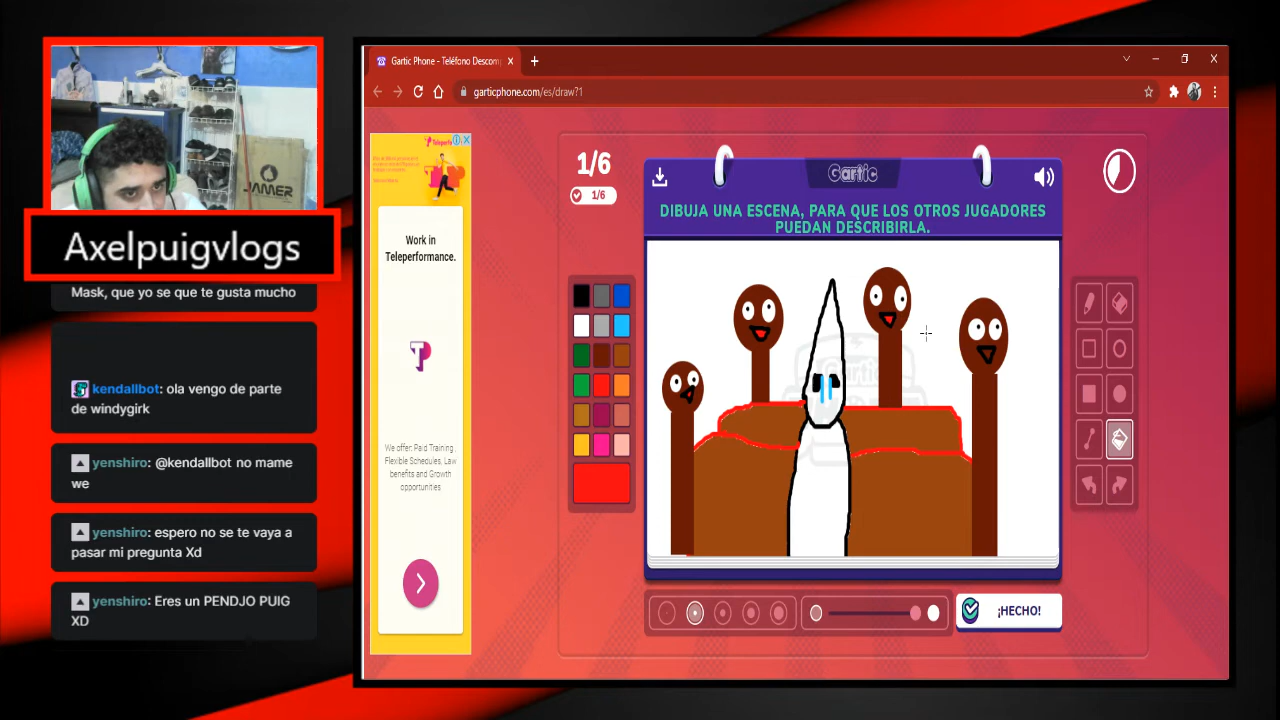 Axelpuigvlogs
JAMER
Mask, que yo se que te gusta mucho
kendallbot: ola vengo de parte
de windygirk
yenshiro: @kendallbot no mame
we
yenshiro: espero no se te vaya a
pasar mi pregunta Xd
yenshiro: Eres un PENDJO PUIG
XD
Gartic Phone - Teléfono Descomp
garticphone.com/es/draw?1
Teleperfo
Work in
Teleperformance.
We offer: Paid Training,
Flexible Schedules, Law
benefits and Growth
opportunities
1/6
1/6
Gartic
DIBUJA UNA ESCENA, PARA QUE LOS OTROS JUGADORES
PUEDAN DESCRIBIRLA.
Gartic
¡HECHO!